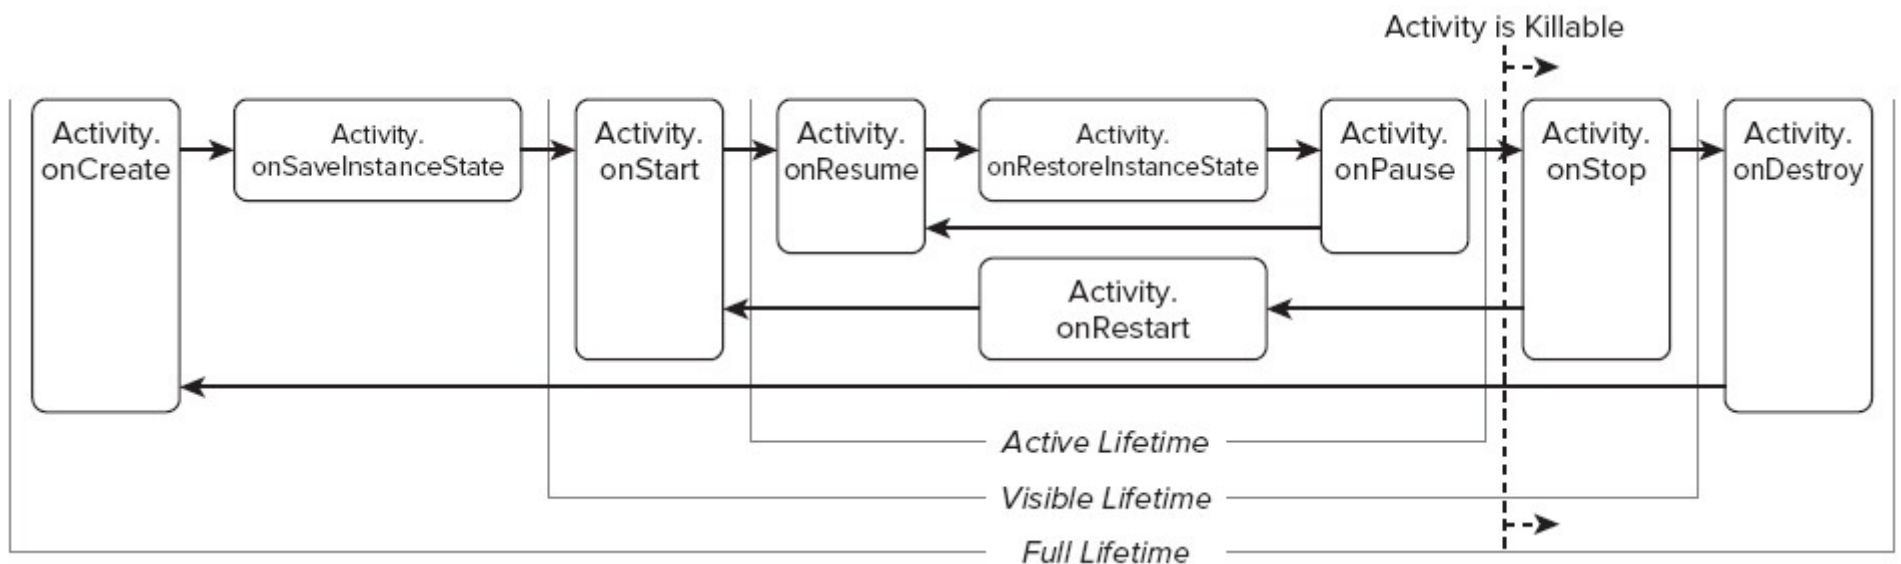 Activity is Killable
Activity.
onCreate
Activity.
onSaveInstanceState
Activity.
onStart
Activity.
onResume
Activity.
onRestoreInstanceState
Activity.
onPause
Activity.
onStop
Activity.
onDestroy
Activity.
onRestart
Active Lifetime
Visible Lifetime
Full Lifetime